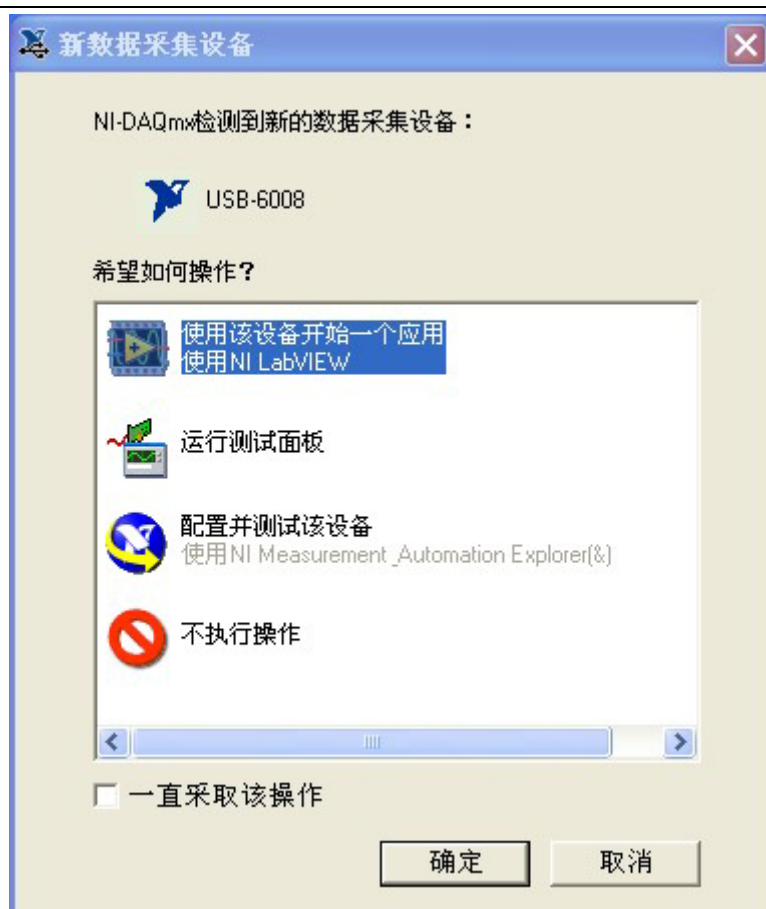 新数据采集设备
NI-DAQmx检测到新的数据采集设备：
USB-6008
希望如何操作？
使用该设备开始一个应用
使用NI LabVIEW
运行测试面板
配置并测试该设备
使用NI Measurement _Automation Explorer(&)
不执行操作
一直采取该操作
确定
取消